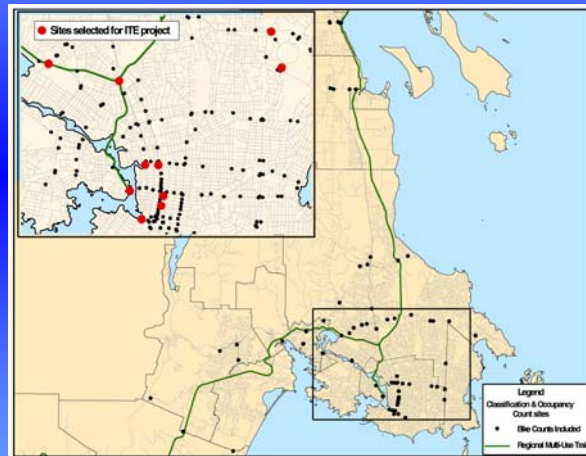 Sites selected for ITE project
Legend
Classification & Occupancy
Count sites
Bike Counts Included
Regional Multi-Use Trail